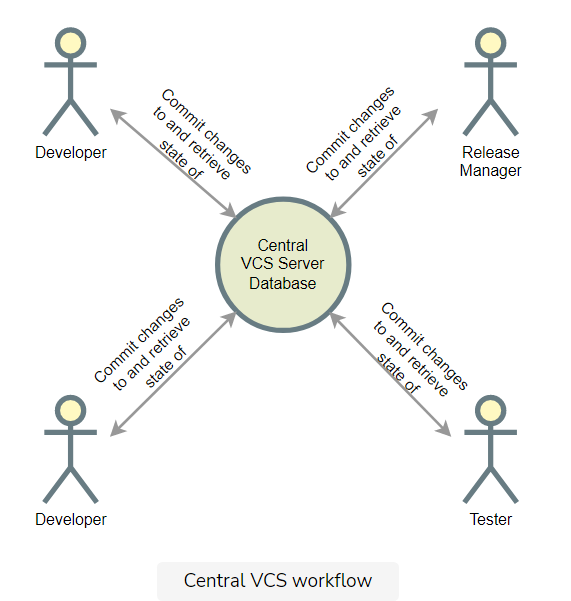 Commit changes
to and retrieve
state of
Commit changes
to and retrieve
state of
Developer
Release
Manager
Central
VCS Server
Database
Commit changes
to and retrieve
state of
Commit changes
to and retrieve
state of
Developer
Tester
Central VCS workflow